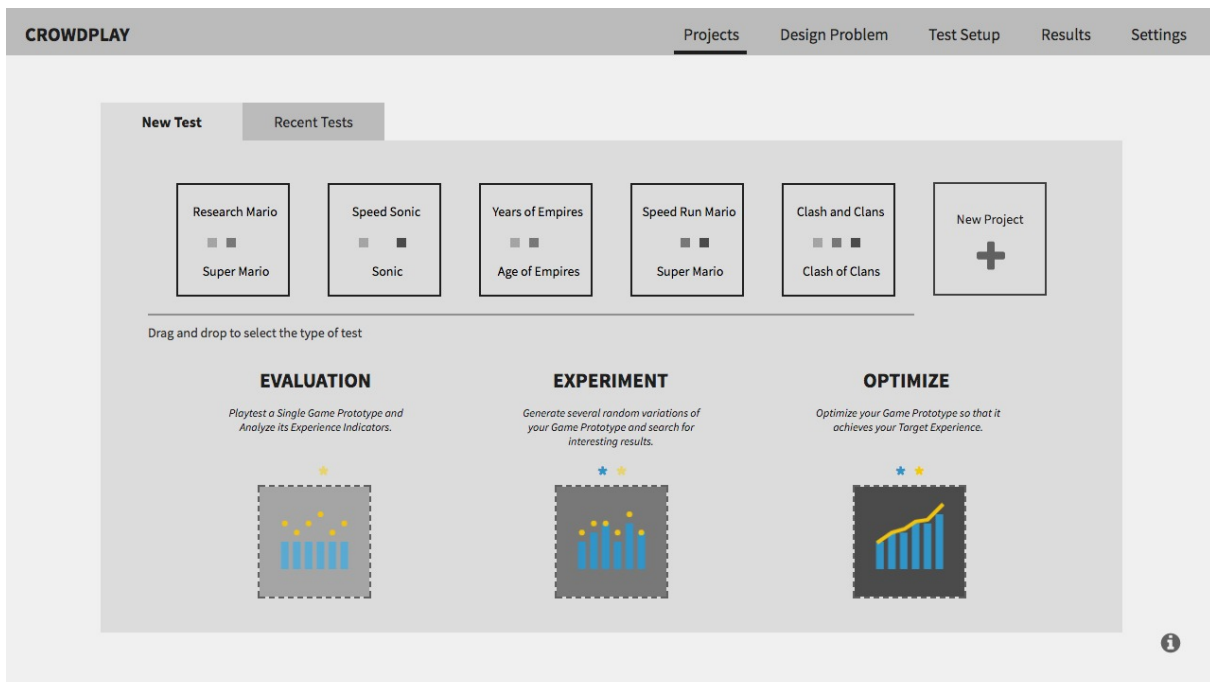 CROWDPLAY
Projects
Design Problem
Test Setup
Results
Settings
New Test
Recent Tests
Research Mario
Super Mario
Speed Sonic
Sonic
Years of Empires
Age of Empires
Speed Run Mario
Super Mario
Clash and Clans
Clash of Clans
New Project
Drag and drop to select the type of test
EVALUATION
Playtest a Single Game Prototype and
Analyze its Experience Indicators.
EXPERIMENT
Generate several random variations of
your Game Prototype and search for
interesting results.
OPTIMIZE
Optimize your Game Prototype so that it
achieves your Target Experience.